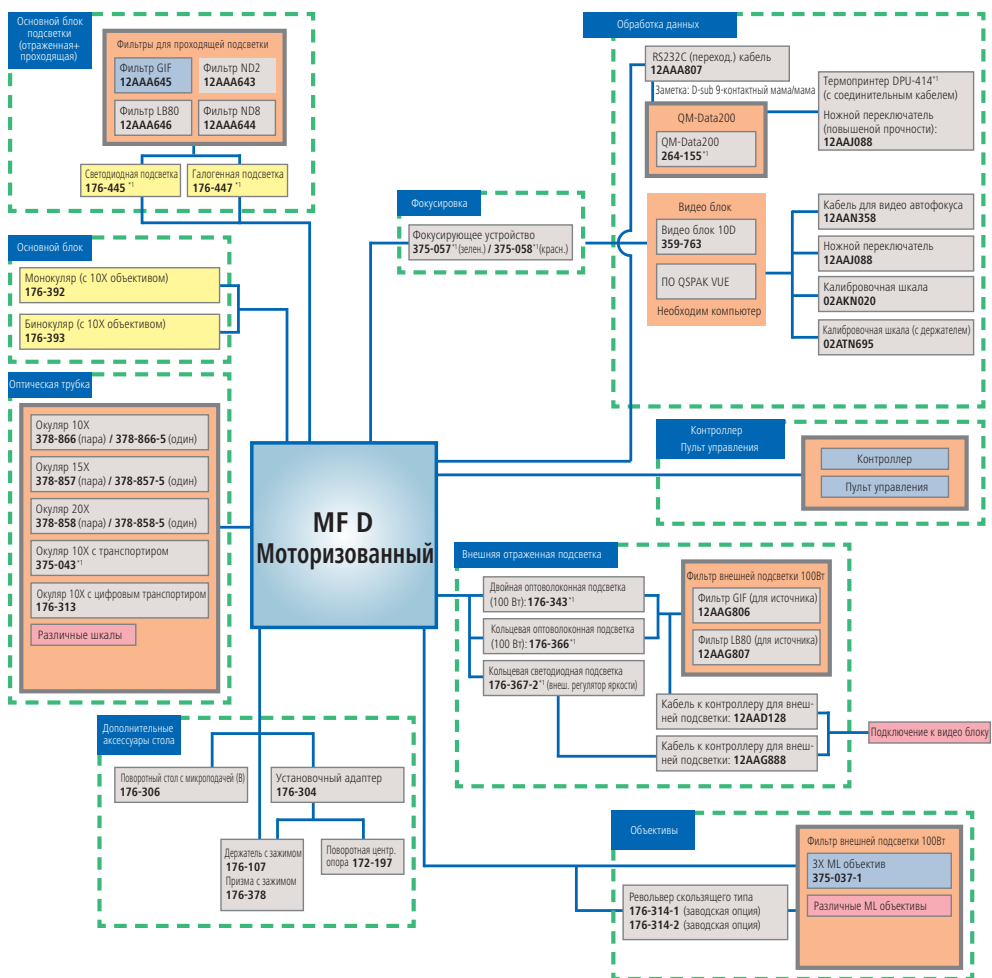 Основной блок
подсветки
(отраженная+
проходящая)
Фильтры для проходящей подсветки
Фильтр GIF
12AAA645
Фильтр ND2
12AAA643
Фильтр LB80
12AAA646
Фильтр ND8
12AAA644
Светодиодная подсветка
176-445 *1
Галогенная подсветка
176-447 *1
Основной блок
Монокуляр (с 10X объективом)
176-392
Бинокуляр (с 10X объективом)
176-393
Оптическая трубка
Окуляр 10X
378-866 (пара) / 378-866-5 (один)
Окуляр 15X
378-857 (пара) / 378-857-5 (один)
Окуляр 20X
378-858 (пара) / 378-858-5 (один)
Окуляр 10X с транспортиром
375-043*1
Окуляр 10X с цифровым транспортиром
176-313
Различные шкалы
MF D
Моторизованный
Фокусировка
Фокусирующее устройство
375-057*1(зелен.) / 375-058*1(красн.)
Обработка данных
RS232C (переход.) кабель
12AAA807
Заметка: D-sub 9-контактный мама/мама
QM-Data200
QM-Data200
264-155*1
Термопринтер DPU-414*1
(с соединительным кабелем)
Ножной переключатель
(повышеной прочности):
12AAJ088
Видео блок
Видео блок 10D
359-763
ПО QSPAK VUE
Необходим компьютер
Кабель для видео автофокуса
12AAN358
Ножной переключатель
12AAJ088
Калибровочная шкала
02AKN020
Калибровочная шкала (с держателем)
02ATN695
Контроллер
Пульт управления
Контроллер
Пульт управления
Внешняя отраженная подсветка
Двойная оптоволоконная подсветка
(100 Вт): 176-343*1
Кольцевая оптоволоконная подсветка
(100 Вт): 176-366*1
Кольцевая светодиодная подсветка
176-367-2*1 (внеш. регулятор яркости)
Фильтр внешней подсветки 100Вт
Фильтр GIF (для источника)
12AAG806
Фильтр LB80 (для источника)
12AAG807
Кабель к контроллеру для внеш-
ней подсветки: 12AAD128
Кабель к контроллеру для внеш-
ней подсветки: 12AAG888
Подключение к видео блоку
Дополнительные
аксессуары стола
Поворотный стол с микроподачей (В)
176-306
Установочный адаптер
176-304
Держатель с зажимом
176-107
Призма с зажимом
176-378
Поворотная центр.
опора 172-197
Объективы
Фильтр внешней подсветки 100Вт
3X ML объектив
375-037-1
Различные ML объективы
Револьвер скользящего типа
176-314-1 (заводская опция)
176-314-2 (заводская опция)